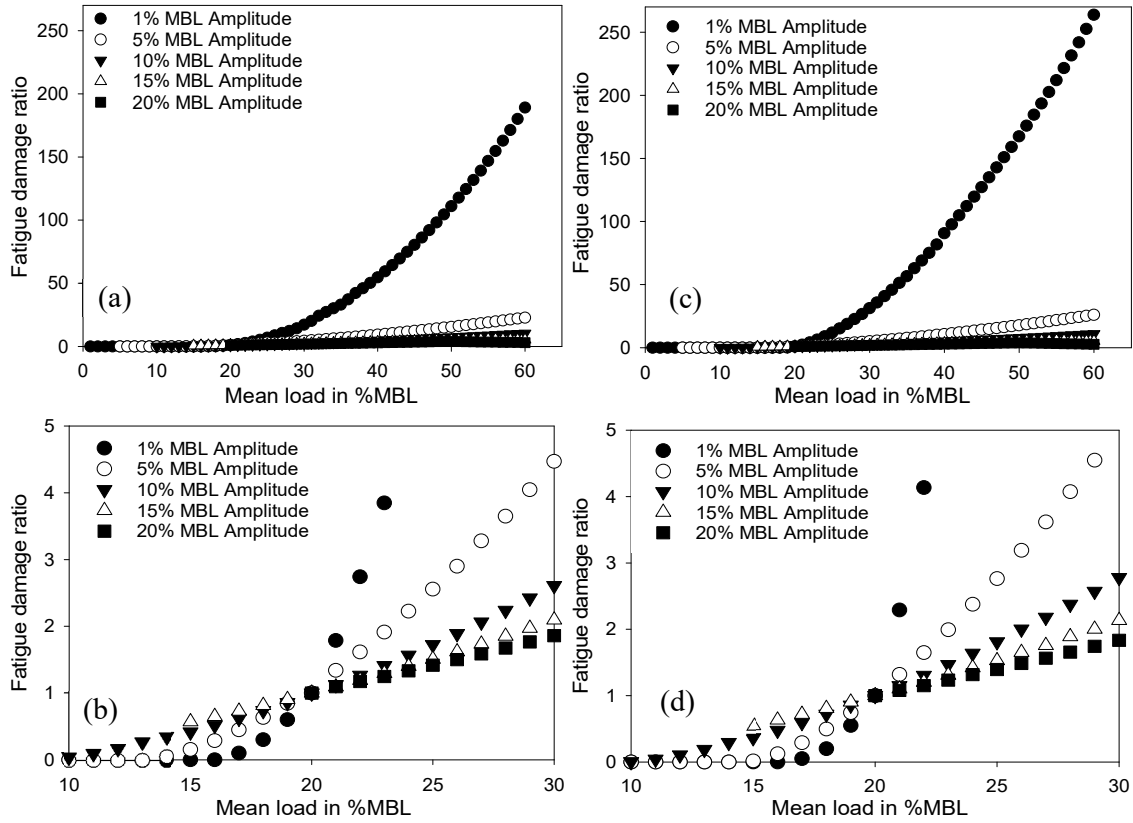 250
200
150
100
50
0
Fatigue damage ratio
1% MBL Amplitude
5% MBL Amplitude
10% MBL Amplitude
15% MBL Amplitude
20% MBL Amplitude
(a)
0 10 20 30 40 50 60
Mean load in %MBL
250
200
150
100
50
0
Fatigue damage ratio
1% MBL Amplitude
5% MBL Amplitude
10% MBL Amplitude
15% MBL Amplitude
20% MBL Amplitude
(c)
0 10 20 30 40 50 60
Mean load in %MBL
5
4
3
2
1
0
Fatigue damage ratio
1% MBL Amplitude
5% MBL Amplitude
10% MBL Amplitude
15% MBL Amplitude
20% MBL Amplitude
(b)
10 15 20 25 30
Mean load in %MBL
5
4
3
2
1
0
Fatigue damage ratio
1% MBL Amplitude
5% MBL Amplitude
10% MBL Amplitude
15% MBL Amplitude
20% MBL Amplitude
(d)
10 15 20 25 30
Mean load in %MBL